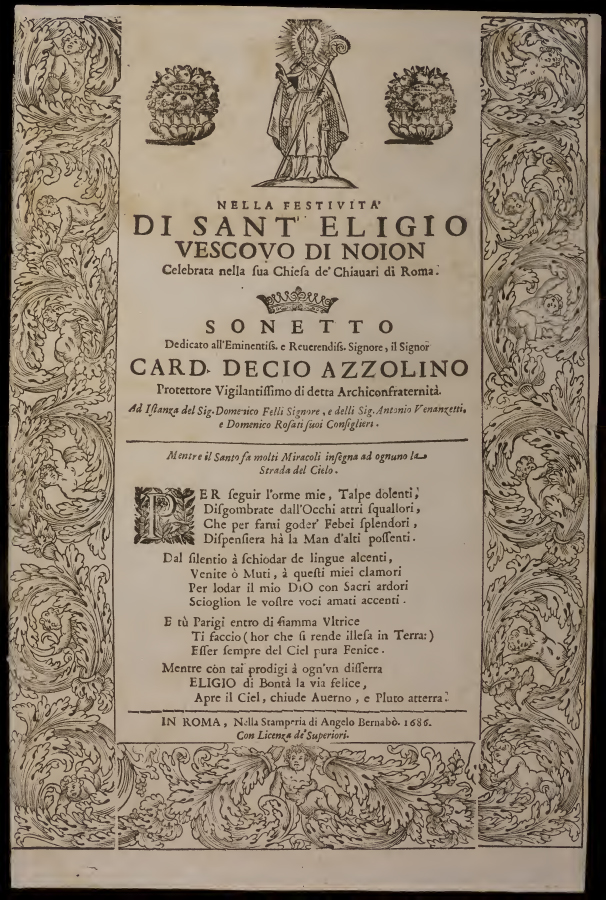 NELLA FESTIVITA'
DI SANT' ELIGIO
VESCOVO DI NOION
Celebrata nella sua Chiesa de' Chiauari di Roma.
SONETTO
Dedicato all'Eminentiss. e Reuerendiss. Signore, il Signor
CARD. DECIO AZZOLINO
Protettore Vigilantissimo di detta Archiconfraternità.
Ad Istanza del Sig. Domenico Felli Signore, e delli Sig. Antonio Venanzetti,
e Domenico Rosati suoi Consiglieri.
Mentre il Santo fa molti Miracoli insegna ad ognuno la
Strada del Cielo.
PER seguir l'orme mie, Talpe dolenti,
Disgombrate dall'Occhi attri squallori,
Che per farui goder' Febei splendori,
Dispensiera hà la Man d'alti possenti.
Dal silentio à schiodar de lingue alcenti,
Venite ò Muti, à questi miei clamori
Per lodar il mio DIO con Sacri ardori
Scioglion le vostre voci amati accenti.
E tù Parigi entro di fiamma Vltrice
Ti faccio (hor che si rende illesa in Terra:)
Esser sempre del Ciel pura Fenice.
Mentre con tai prodigi à ogn'vn disserra
ELIGIO di Bontà la via felice,
Apre il Ciel, chiude Auerno, e Pluto atterra.
IN ROMA, Nella Stamperia di Angelo Bernabò. 1686.
Con Licenza de' Superiori.